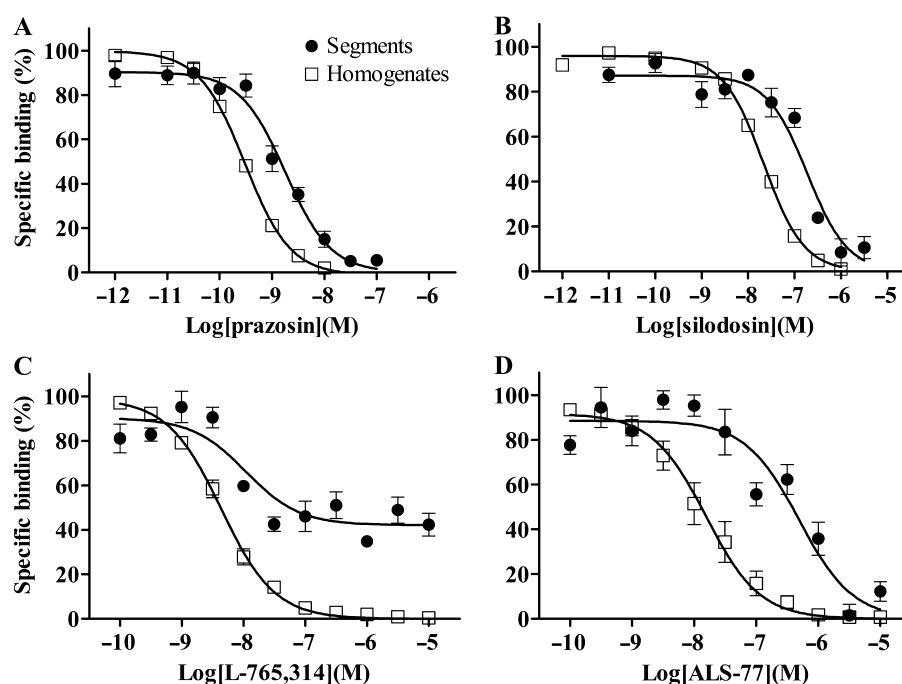 A
B
100
80
60
40
20
0
Specific binding (%)
Segments
Homogenates
−12 −11 −10 −9 −8 −7 −6
Log[prazosin](M)
100
80
60
40
20
0
−12 −11 −10 −9 −8 −7 −6 −5
Log[silodosin](M)
C
D
100
80
60
40
20
0
Specific binding (%)
−10 −9 −8 −7 −6 −5
Log[L-765,314](M)
100
80
60
40
20
0
−10 −9 −8 −7 −6 −5
Log[ALS-77](M)